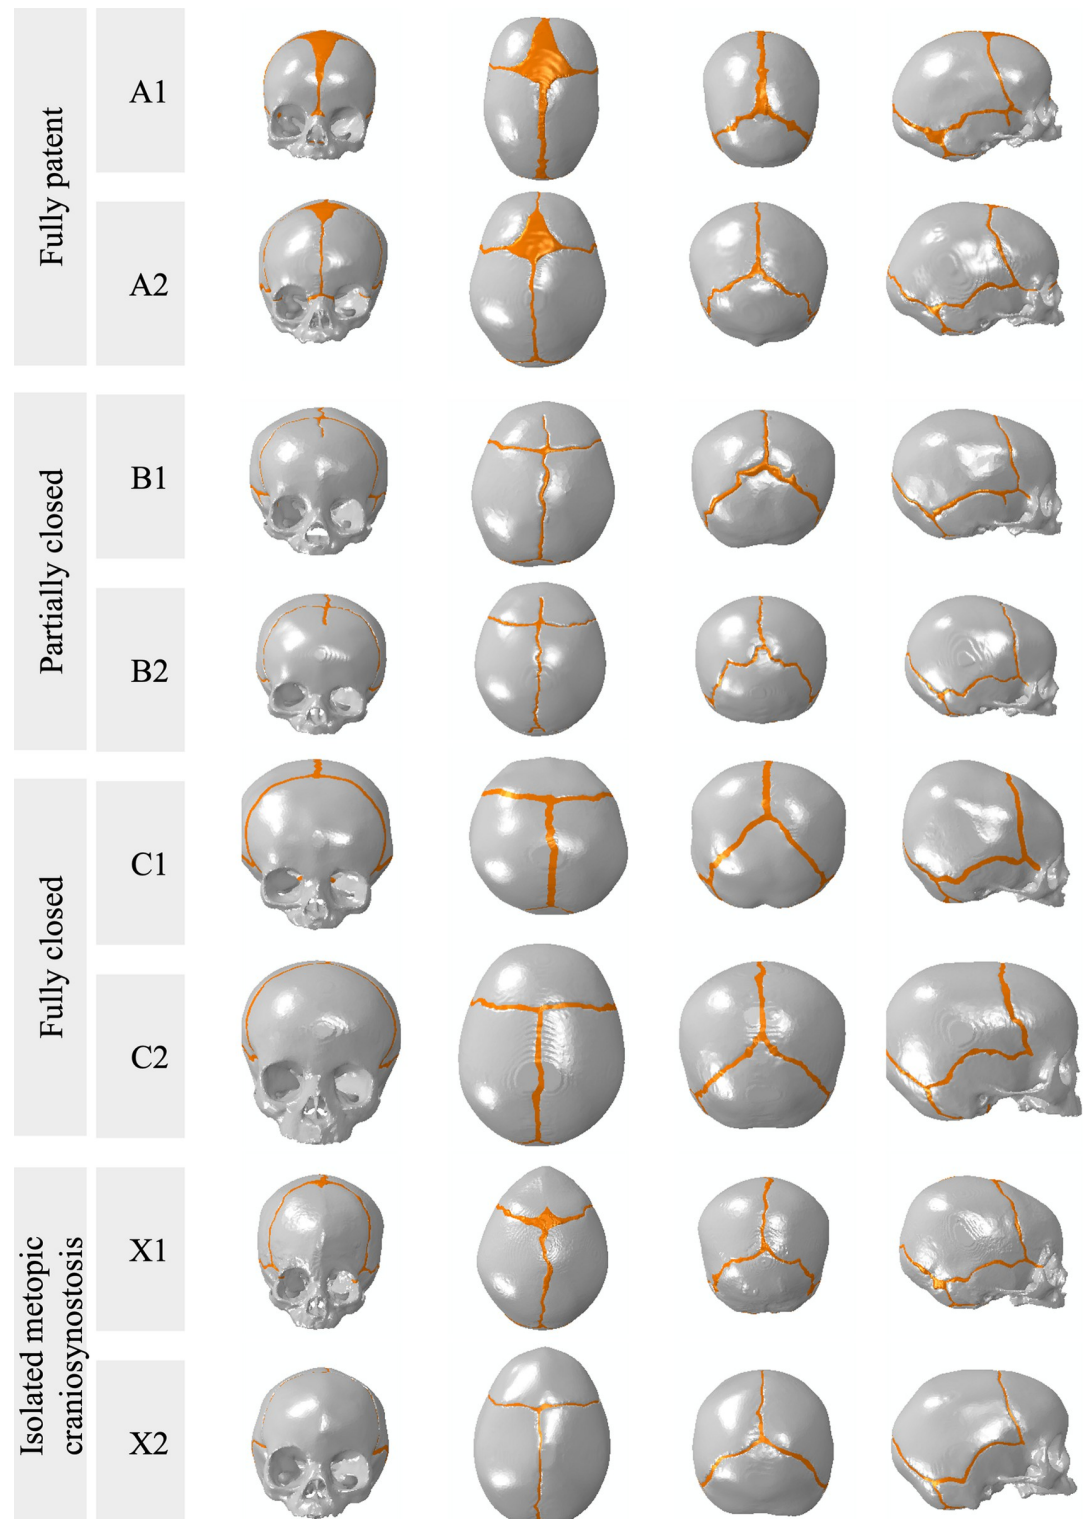 Fully patent
A1
A2
Partially closed
B1
B2
Fully closed
C1
C2
Isolated metopic
craniosynostosis
X1
X2